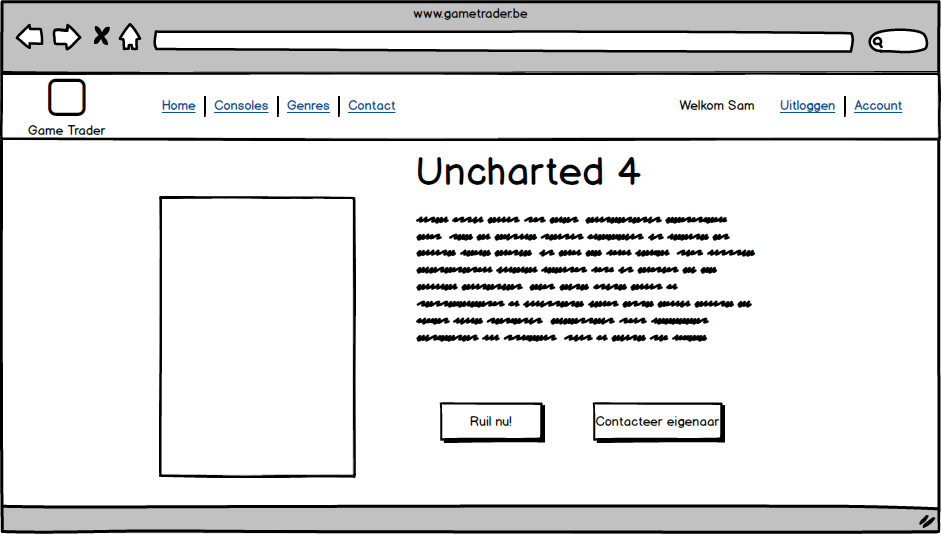 www.gametrader.be
Home Consoles Genres Contact Welkom Sam Uitloggen Account
Game Trader
Uncharted 4
Ruil nu! Contacteer eigenaar